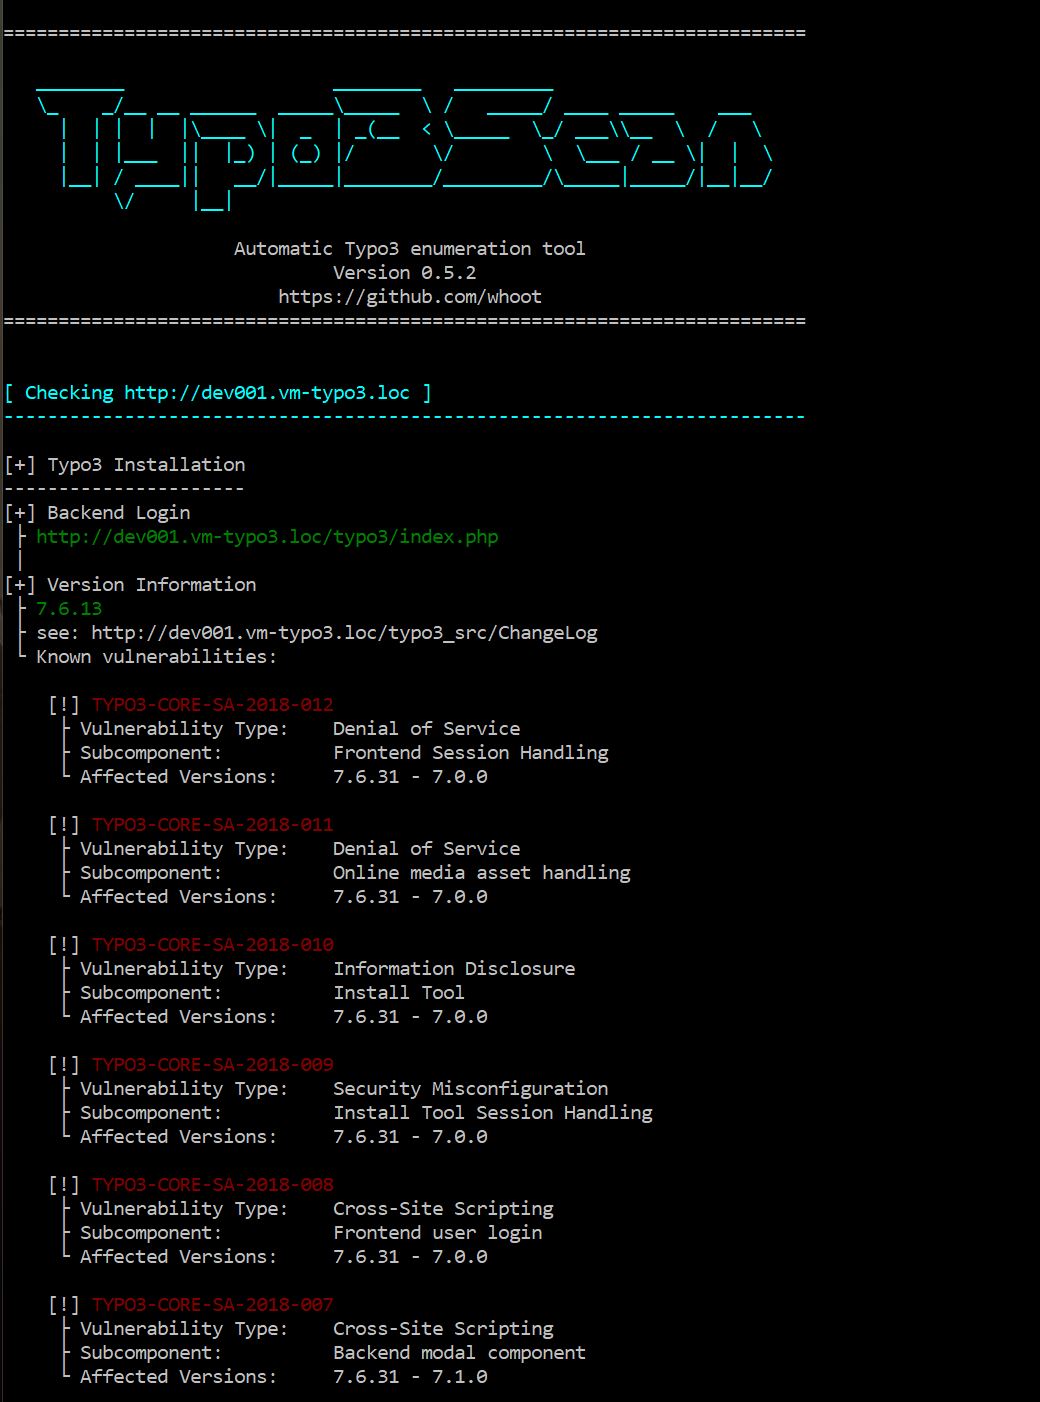 =========================================================================
Typo3Scan
Automatic Typo3 enumeration tool
Version 0.5.2
https://github.com/whoot
=========================================================================
[ Checking http://dev001.vm-typo3.loc ]
-------------------------------------------------------------------------
[+] Typo3 Installation
----------------------
[+] Backend Login
├ http://dev001.vm-typo3.loc/typo3/index.php
|
[+] Version Information
├ 7.6.13
├ see: http://dev001.vm-typo3.loc/typo3_src/ChangeLog
└ Known vulnerabilities:
[!] TYPO3-CORE-SA-2018-012
├ Vulnerability Type: Denial of Service
├ Subcomponent: Frontend Session Handling
└ Affected Versions: 7.6.31 - 7.0.0
[!] TYPO3-CORE-SA-2018-011
├ Vulnerability Type: Denial of Service
├ Subcomponent: Online media asset handling
└ Affected Versions: 7.6.31 - 7.0.0
[!] TYPO3-CORE-SA-2018-010
├ Vulnerability Type: Information Disclosure
├ Subcomponent: Install Tool
└ Affected Versions: 7.6.31 - 7.0.0
[!] TYPO3-CORE-SA-2018-009
├ Vulnerability Type: Security Misconfiguration
├ Subcomponent: Install Tool Session Handling
└ Affected Versions: 7.6.31 - 7.0.0
[!] TYPO3-CORE-SA-2018-008
├ Vulnerability Type: Cross-Site Scripting
├ Subcomponent: Frontend user login
└ Affected Versions: 7.6.31 - 7.0.0
[!] TYPO3-CORE-SA-2018-007
├ Vulnerability Type: Cross-Site Scripting
├ Subcomponent: Backend modal component
└ Affected Versions: 7.6.31 - 7.1.0